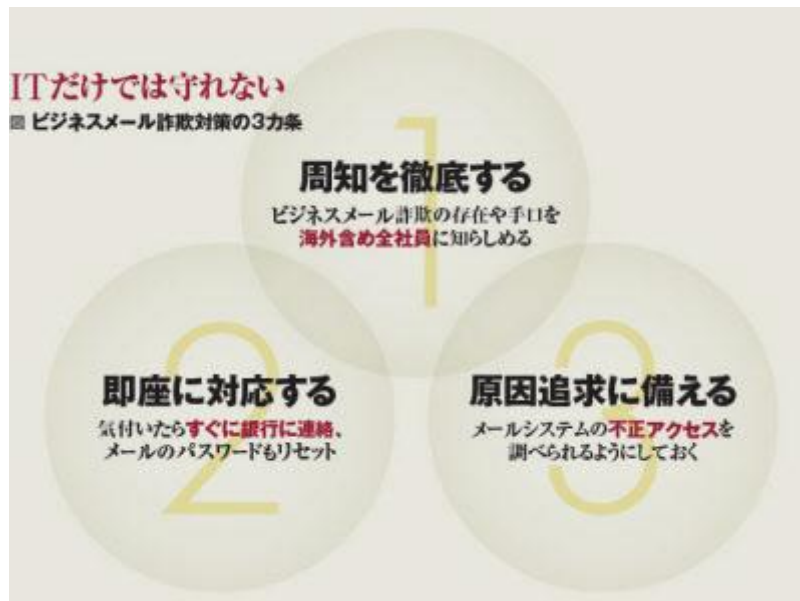 ITだけでは守れない
図 ビジネスメール詐欺対策の3カ条
1
周知を徹底する
ビジネスメール詐欺の存在や手口を
海外含め全社員に知らしめる
2
即座に対応する
気付いたらすぐに銀行に連絡、
メールのパスワードもリセット
3
原因追求に備える
メールシステムの不正アクセスを
調べられるようにしておく